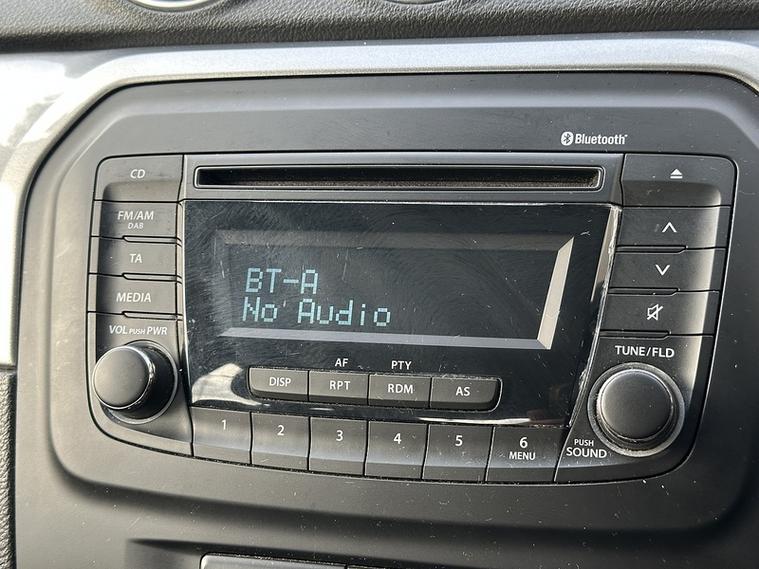 Bluetooth
CD
FM/AM
DAB
TA
MEDIA
VOL PUSH PWR
BT-A
No Audio
AF PTY
DISP RPT RDM AS
1 2 3 4 5 6
MENU
TUNE/FLD
PUSH
SOUND